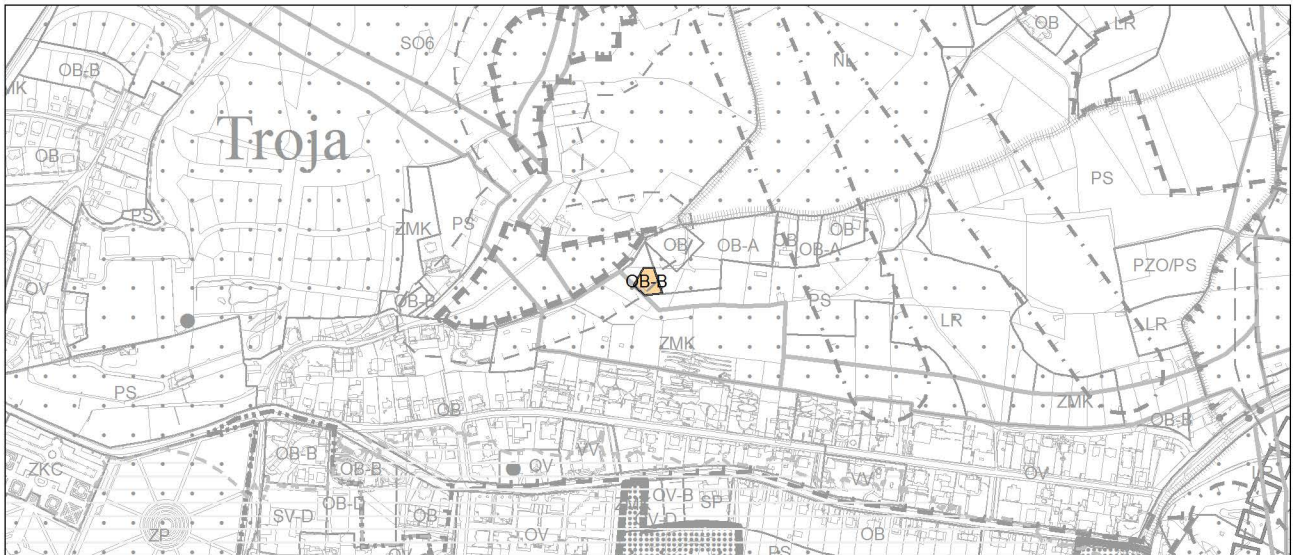 SO6
OB
LR
OB-B
NL
MK
Troja
OB
PS
PS
ZMK
PS
OB
OB-A
OB
OB-A
OB
PZO/PS
OV
OB-B
OB-B
PS
LR
LR
ZMK
PS
OB
ZMK
OB-B
ZKC
OB-B
OB-B
OV
VV
VV
OV
SV-D
OB-D
OB
OV-B
SP
V-D
ZP
OV
OV
PS
OB